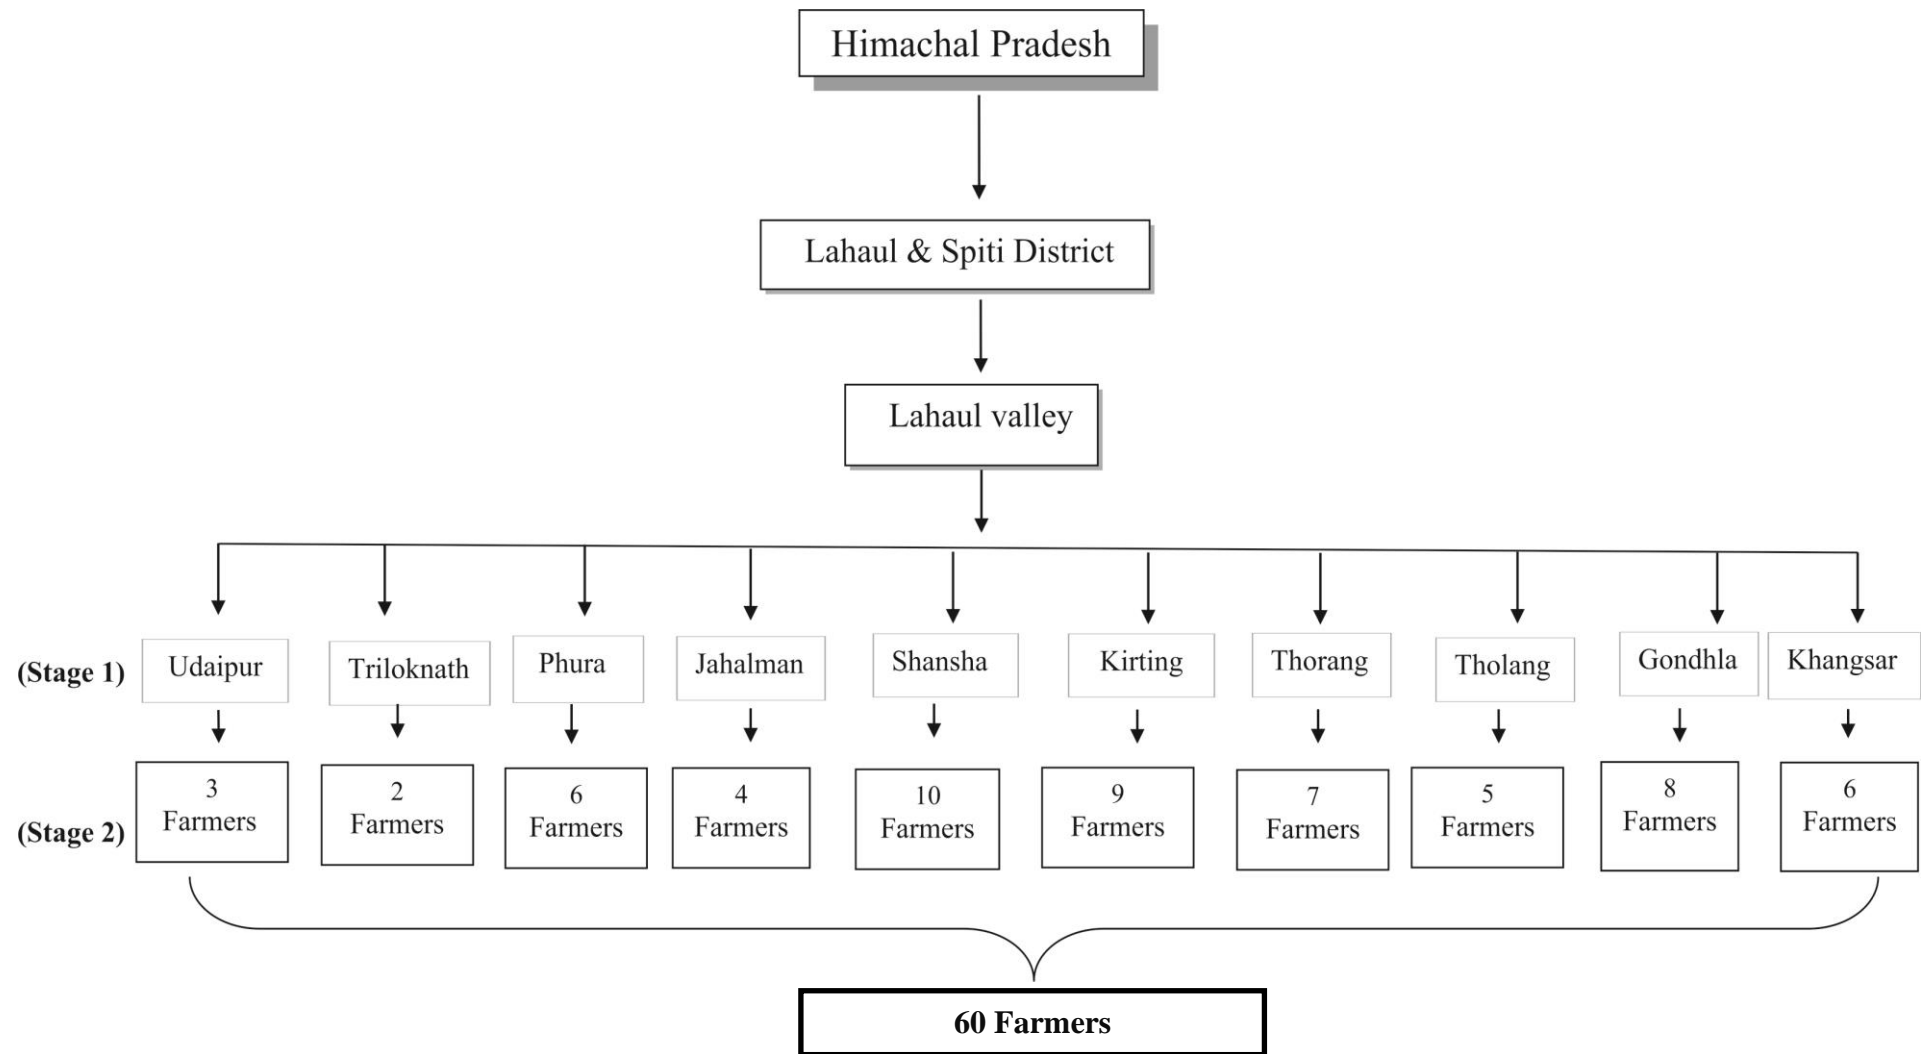 Himachal Pradesh
Lahaul & Spiti District
Lahaul valley
(Stage 1)
Udaipur
Triloknath
Phura
Jahalman
Shansha
Kirting
Thorang
Tholang
Gondhla
Khangsar
(Stage 2)
3
Farmers
2
Farmers
6
Farmers
4
Farmers
10
Farmers
9
Farmers
7
Farmers
5
Farmers
8
Farmers
6
Farmers
60 Farmers